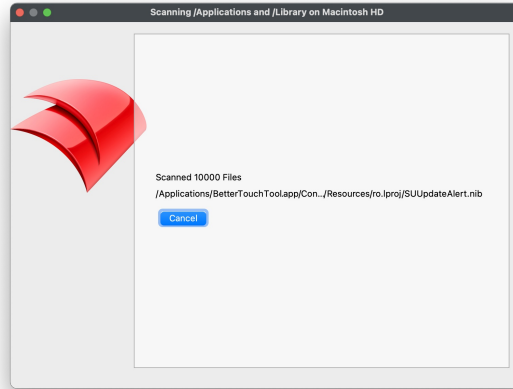 Scanning /Applications and /Library on Macintosh HD
Scanned 10000 Files
/Applications/BetterTouchTool.app/Con.../Resources/ro.lproj/SUUpdateAlert.nib
Cancel